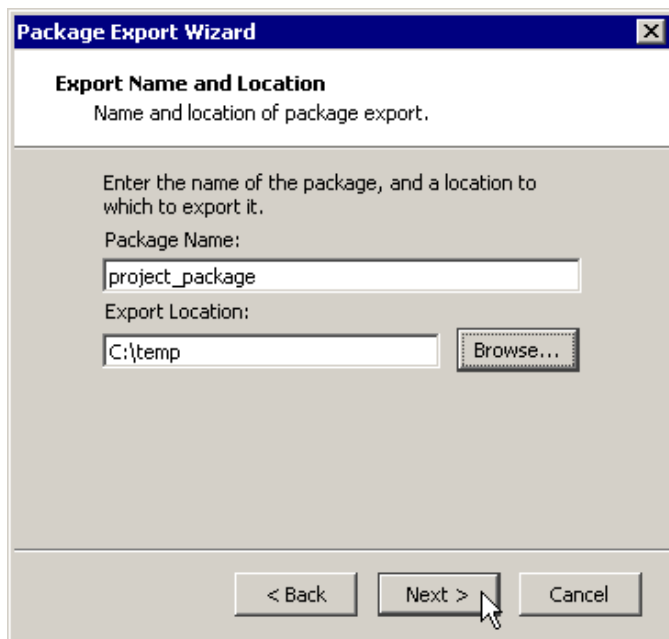 Package Export Wizard
Export Name and Location
Name and location of package export.
Enter the name of the package, and a location to
which to export it.
Package Name:
project_package
Export Location:
C:\temp
Browse...
< Back
Next >
Cancel